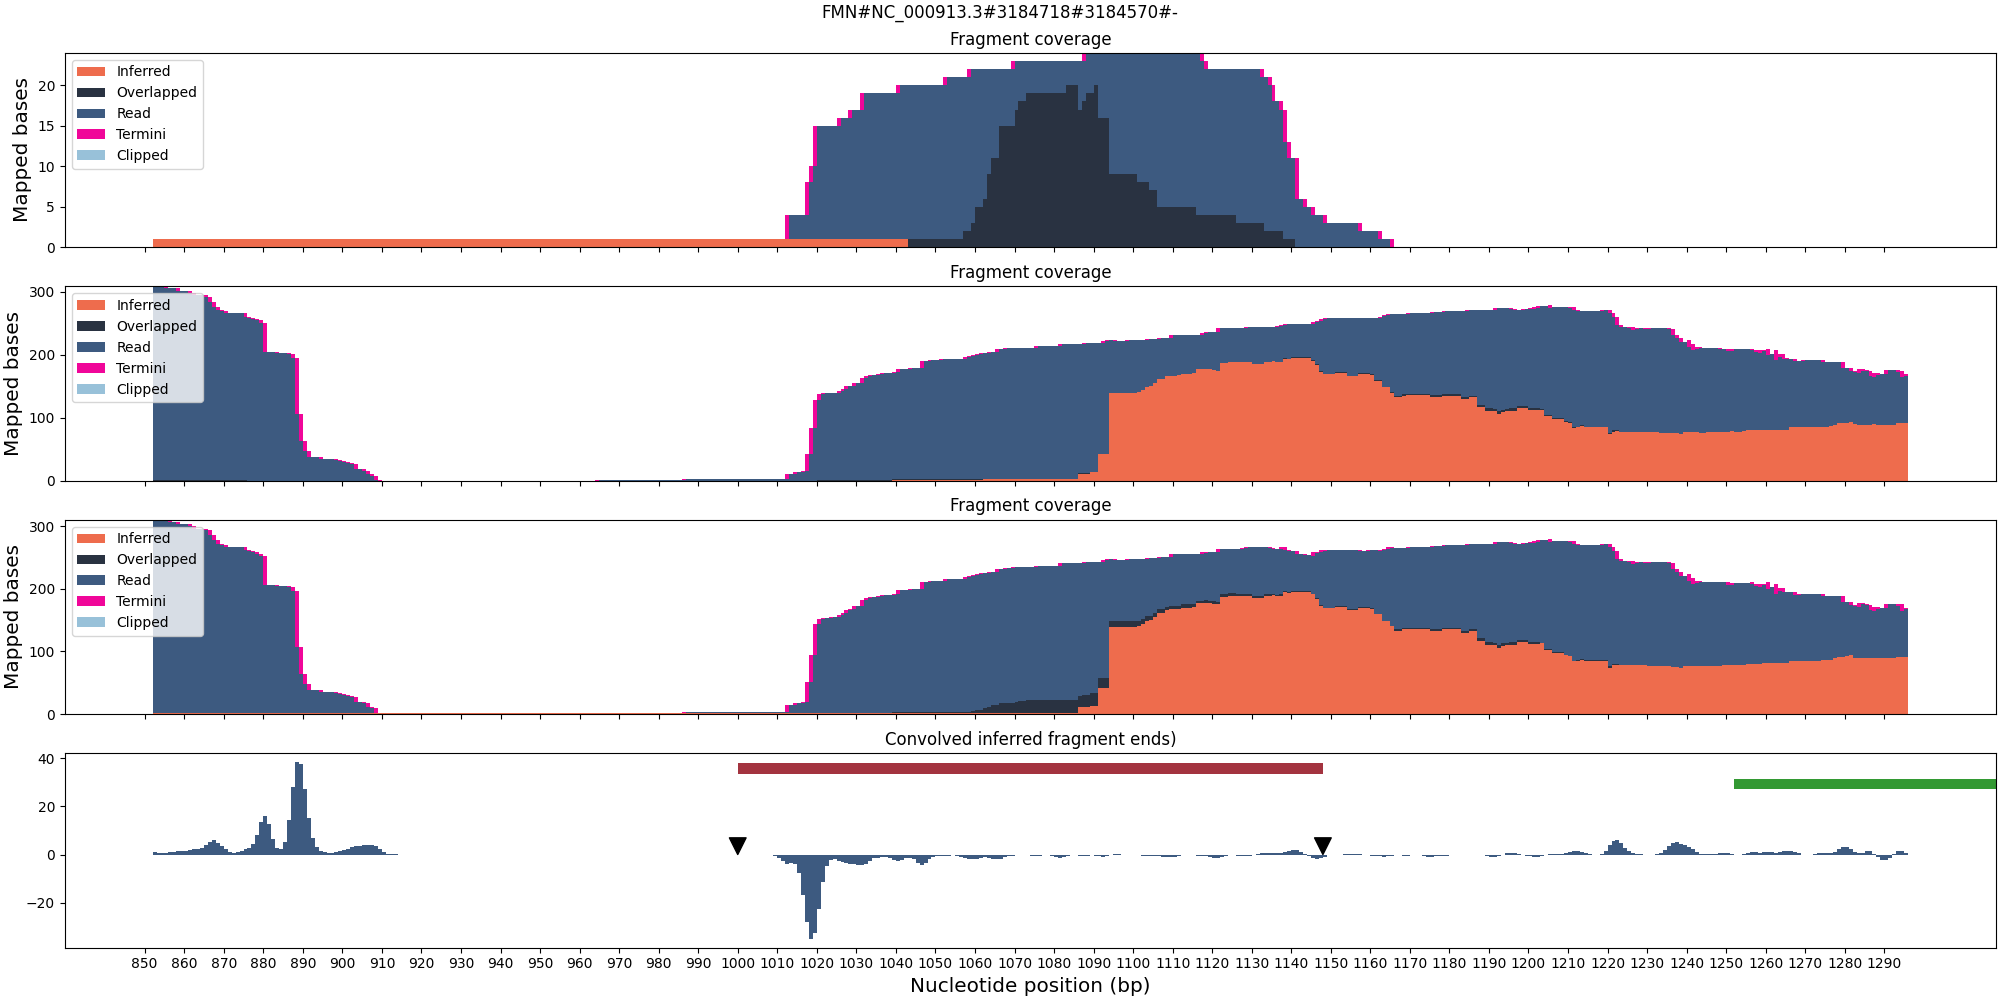 FMN#NC_000913.3#3184718#3184570#-
Fragment coverage
Mapped bases
20
15
10
5
0
Inferred
Overlapped
Read
Termini
Clipped
Fragment coverage
Mapped bases
300
200
100
0
Inferred
Overlapped
Read
Termini
Clipped
Fragment coverage
Mapped bases
300
200
100
0
Inferred
Overlapped
Read
Termini
Clipped
Convolved inferred fragment ends)
40
20
0
−20
850 860 870 880 890 900 910 920 930 940 950 960 970 980 990 1000 1010 1020 1030 1040 1050 1060 1070 1080 1090 1100 1110 1120 1130 1140 1150 1160 1170 1180 1190 1200 1210 1220 1230 1240 1250 1260 1270 1280 1290
Nucleotide position (bp)